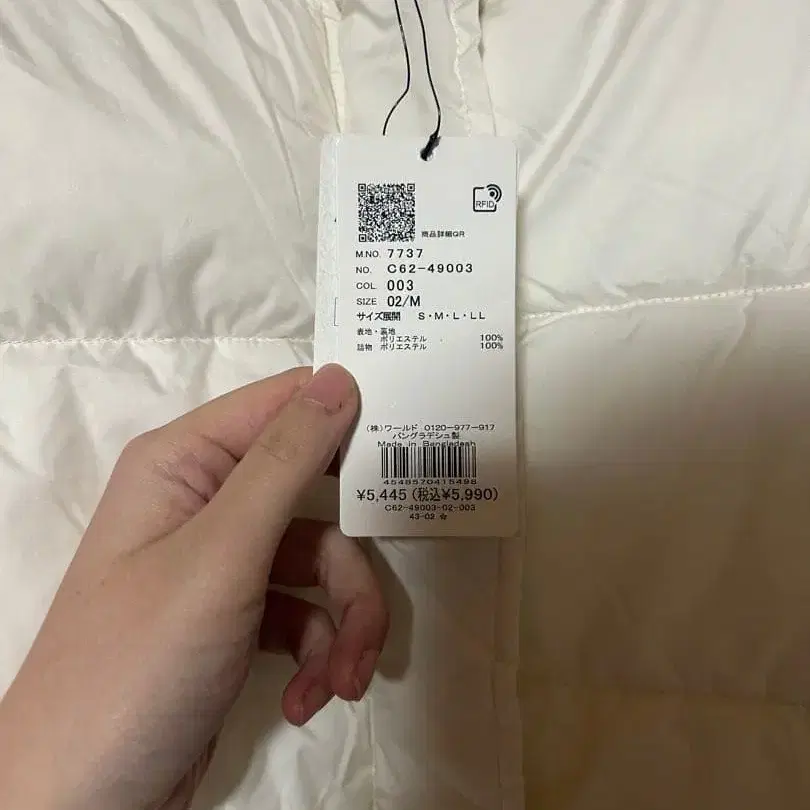 RFID
商品詳細QR
M.NO. 7737
NO. C62-49003
COL. 003
SIZE 02/M
サイズ展開 S・M・L・LL
表地・裏地
ポリエステル 100%
詰物 ポリエステル 100%
(株)ワールド 0120-977-917
バングラデシュ製
Made in Bangladesh
4548570415498
¥5,445(税込¥5,990)
C62-49003-02-003
43-02 ☆